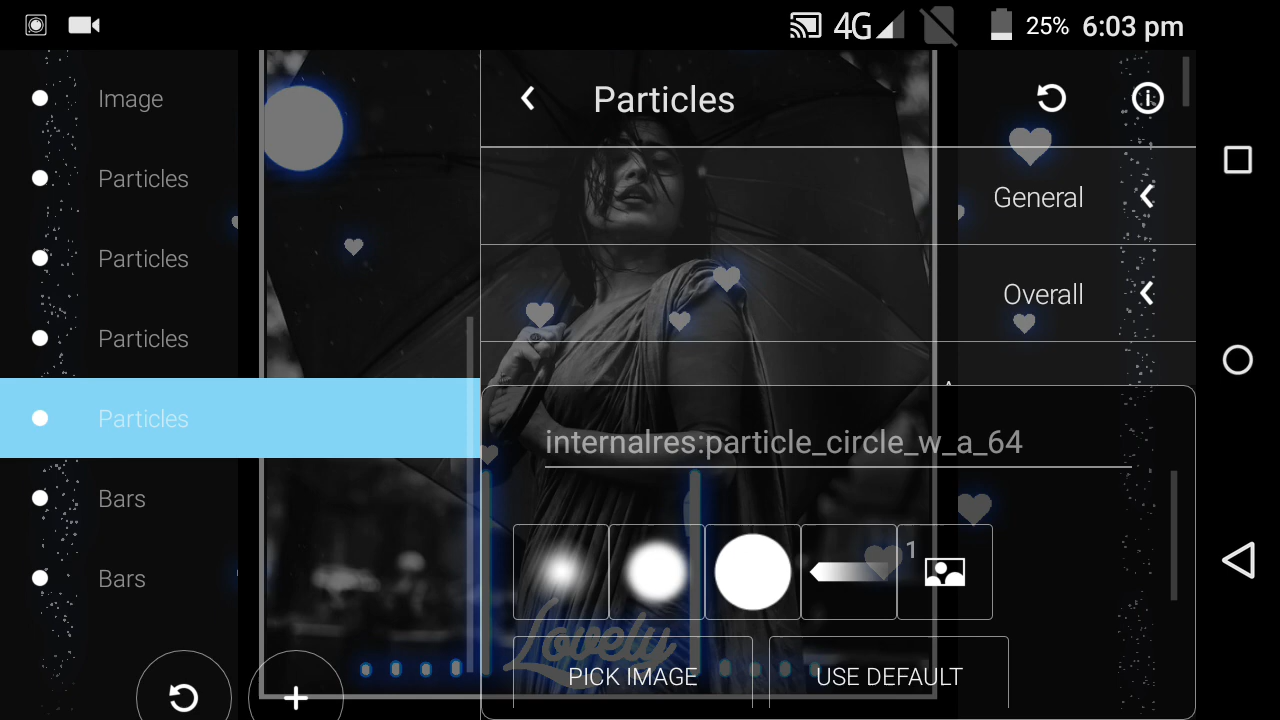 4G 25% 6:03 pm
Image
Particles
Particles
Particles
Particles
Bars
Bars
Particles
General
Overall
internalres:particle_circle_w_a_64
1
Lovely
PICK IMAGE
USE DEFAULT